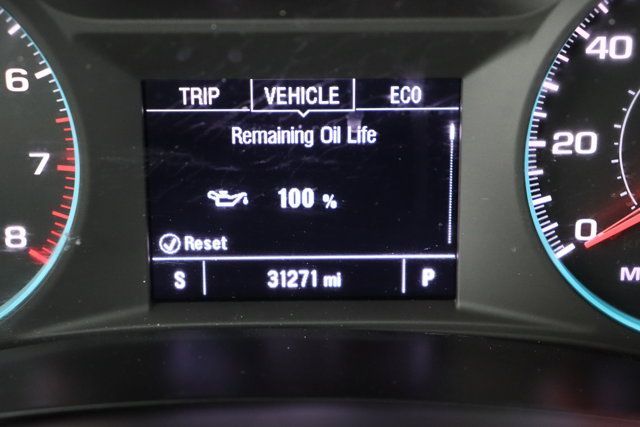 TRIP VEHICLE ECO
Remaining Oil Life
100 %
Reset
S 31271 mi P
6
7
8
40
20
0
M